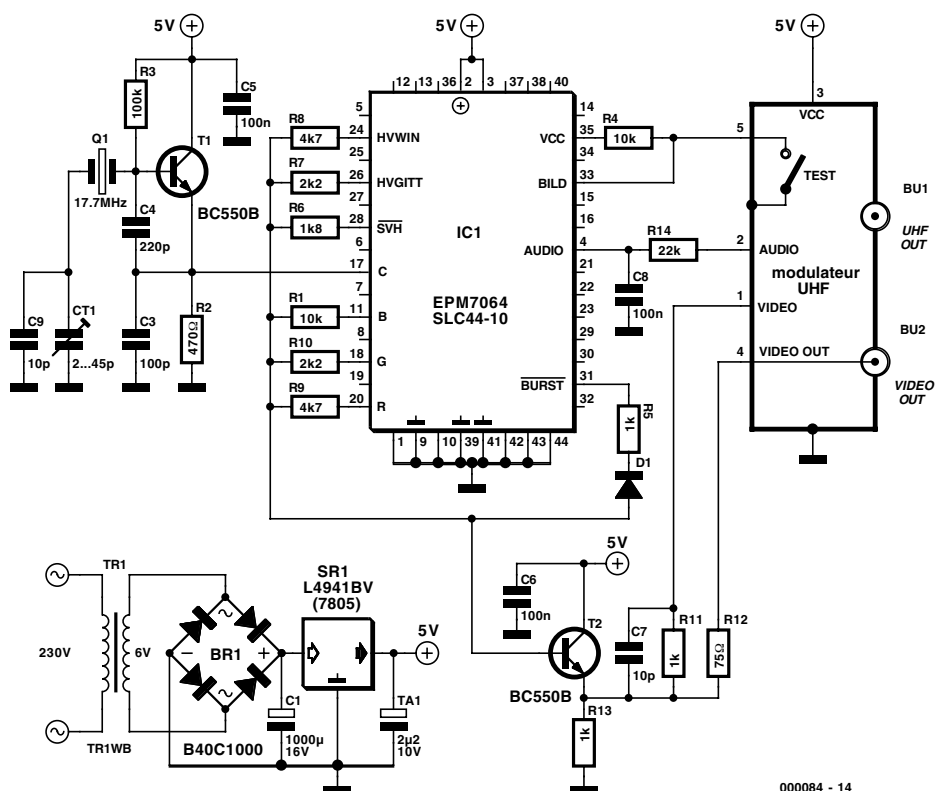 5V
5V
5V
R3
100k
C5
100n
T1
Q1
17.7MHz
BC550B
C4
220p
C9
10p
CT1
2...45p
C3
100p
R2
470Ω
R8
4k7
R7
2k2
R6
1k8
R1
10k
R10
2k2
R9
4k7
12 13 36 2 3 37 38 40
5
24 HVWIN
25
26 HVGITT
27
28 SVH
6
17 C
7
11 B
8
18 G
19
20 R
IC1
EPM7064
SLC44-10
14
VCC 35
34
BILD 33
15
16
AUDIO 4
21
22
23
29
30
BURST 31
32
1 9 10 39 41 42 43 44
R4
10k
R14
22k
C8
100n
R5
1k
D1
3
VCC
5
TEST
2
AUDIO
modulateur
UHF
1
VIDEO
4
VIDEO OUT
BU1
UHF
OUT
BU2
VIDEO
OUT
TR1
230V
6V
TR1WB
BR1
B40C1000
SR1
L4941BV
(7805)
5V
C1
1000µ
16V
TA1
2µ2
10V
5V
C6
100n
T2
BC550B
C7
10p
R11
1k
R12
75Ω
R13
1k
000084 - 14